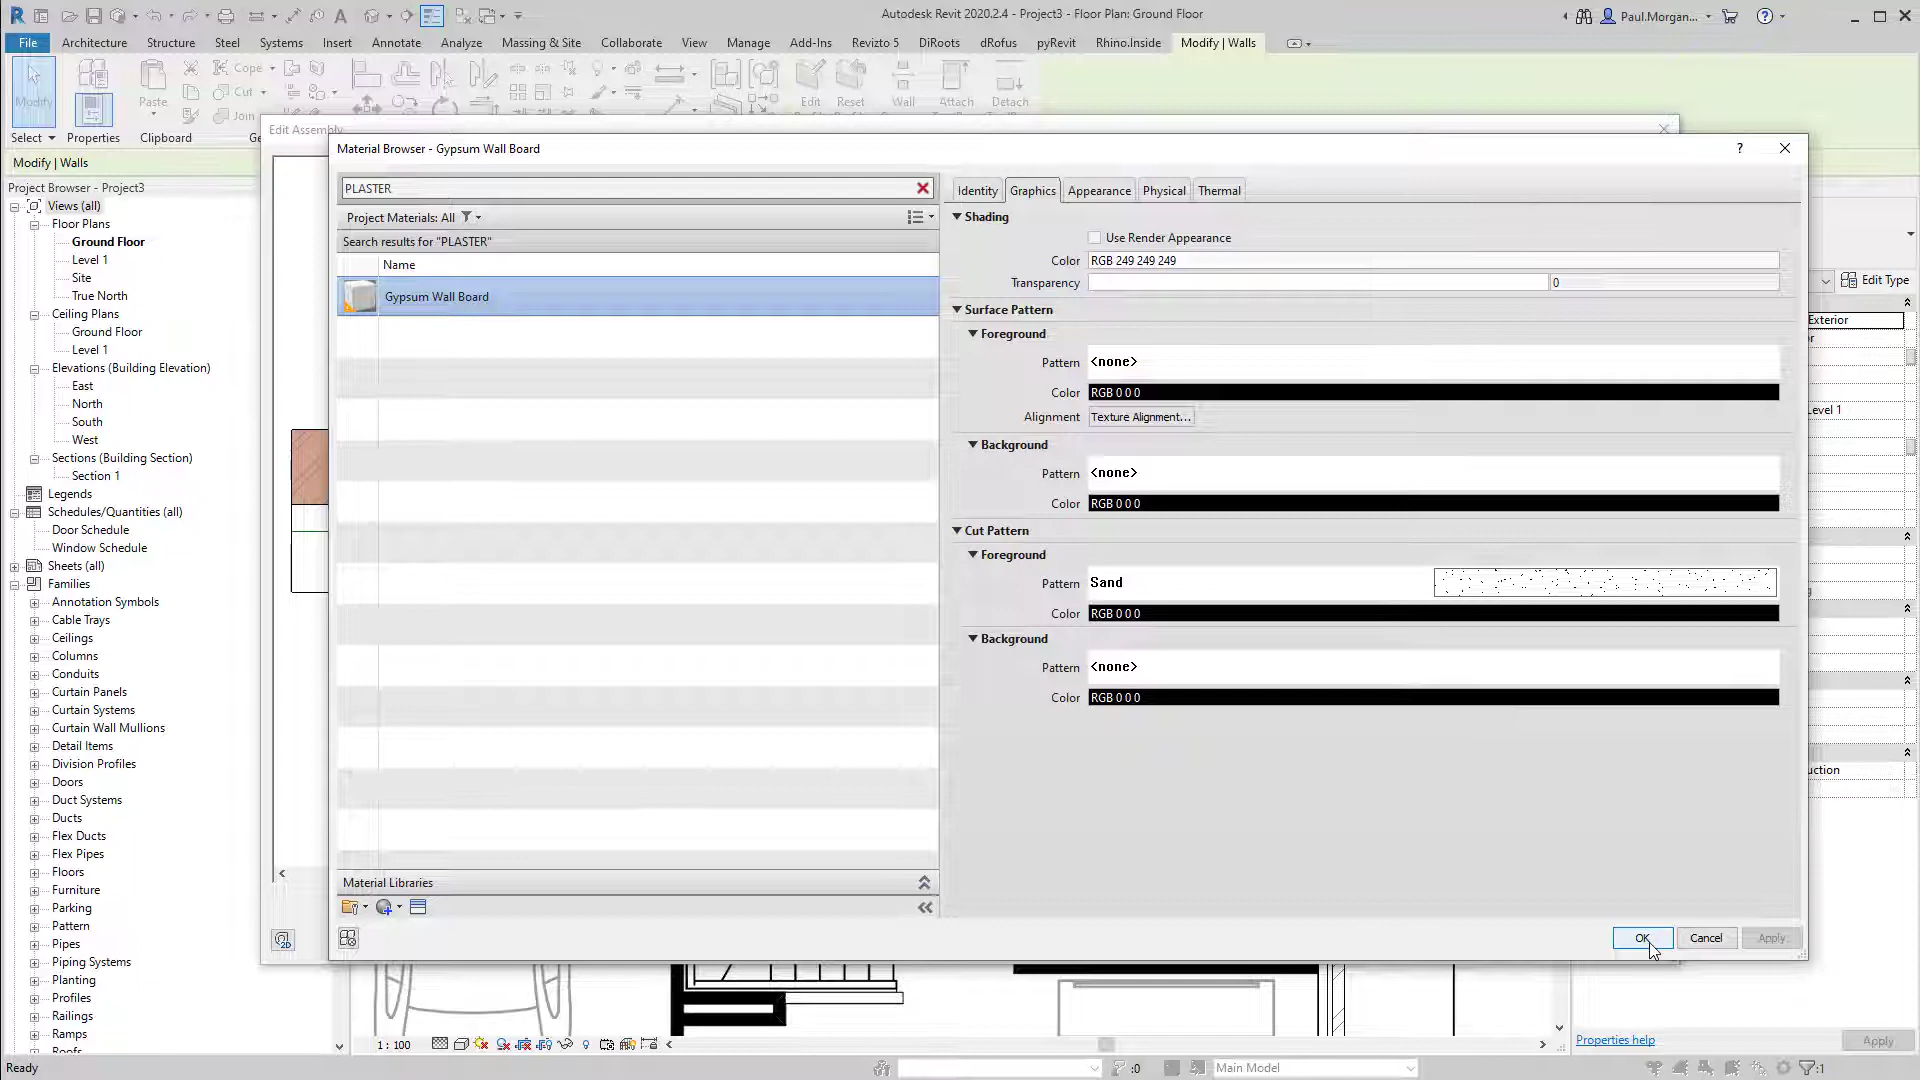 Autodesk Revit 2020.2.4 - Project3 - Floor Plan: Ground Floor
Paul.Morgan...
File Architecture Structure Steel Systems Insert Annotate Analyze Massing & Site Collaborate View Manage Add-Ins Revizto 5 DiRoots dRofus pyRevit Rhino.Inside Modify | Walls
Modify Paste Cope Cut Join Edit Reset Wall Attach Detach
Select Properties Clipboard
Edit Assembly
Modify | Walls
Material Browser - Gypsum Wall Board
Project Browser - Project3
Views (all)
Floor Plans
Ground Floor
Level 1
Site
True North
Ceiling Plans
Ground Floor
Level 1
Elevations (Building Elevation)
East
North
South
West
Sections (Building Section)
Section 1
Legends
Schedules/Quantities (all)
Door Schedule
Window Schedule
Sheets (all)
Families
Annotation Symbols
Cable Trays
Ceilings
Columns
Conduits
Curtain Panels
Curtain Systems
Curtain Wall Mullions
Detail Items
Division Profiles
Doors
Duct Systems
Ducts
Flex Ducts
Flex Pipes
Floors
Furniture
Parking
Pattern
Pipes
Piping Systems
Planting
Profiles
Railings
Ramps
Roofs
PLASTER
Project Materials: All
Search results for "PLASTER"
Name
Gypsum Wall Board
Material Libraries
Identity Graphics Appearance Physical Thermal
Shading
Use Render Appearance
Color RGB 249 249 249
Transparency 0
Surface Pattern
Foreground
Pattern <none>
Color RGB 0 0 0
Alignment Texture Alignment...
Background
Pattern <none>
Color RGB 0 0 0
Cut Pattern
Foreground
Pattern Sand
Color RGB 0 0 0
Background
Pattern <none>
Color RGB 0 0 0
OK Cancel Apply
Edit Type
Exterior
Level 1
uction
1 : 100
Properties help Apply
Ready :0 Main Model :1